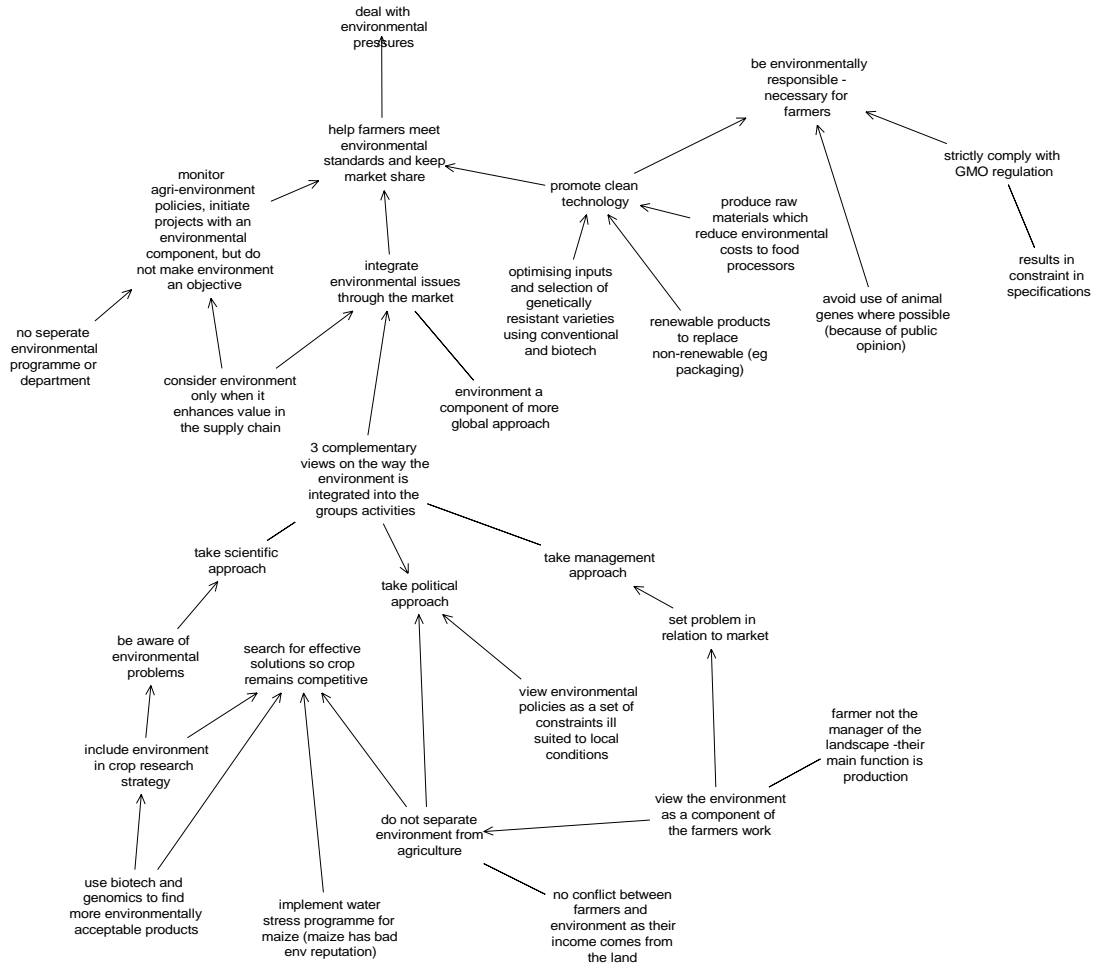 deal with
environmental
pressures
be environmentally
responsible -
necessary for
farmers
help farmers meet
environmental
standards and keep
market share
strictly comply with
GMO regulation
monitor
agri-environment
policies, initiate
projects with an
environmental
component, but do
not make environment
an objective
promote clean
technology
produce raw
materials which
reduce environmental
costs to food
processors
results in
constraint in
specifications
integrate
environmental issues
through the market
optimising inputs
and selection of
genetically
resistant varieties
using conventional
and biotech
avoid use of animal
genes where possible
(because of public
opinion)
renewable products
to replace
non-renewable (eg
packaging)
no seperate
environmental
programme or
department
consider environment
only when it
enhances value in
the supply chain
environment a
component of more
global approach
3 complementary
views on the way the
environment is
integrated into the
groups activities
take scientific
approach
take political
approach
take management
approach
set problem in
relation to market
be aware of
environmental
problems
search for effective
solutions so crop
remains competitive
view environmental
policies as a set of
constraints ill
suited to local
conditions
farmer not the
manager of the
landscape -their
main function is
production
include environment
in crop research
strategy
view the environment
as a component of
the farmers work
do not separate
environment from
agriculture
use biotech and
genomics to find
more environmentally
acceptable products
implement water
stress programme for
maize (maize has bad
env reputation)
no conflict between
farmers and
environment as their
income comes from
the land